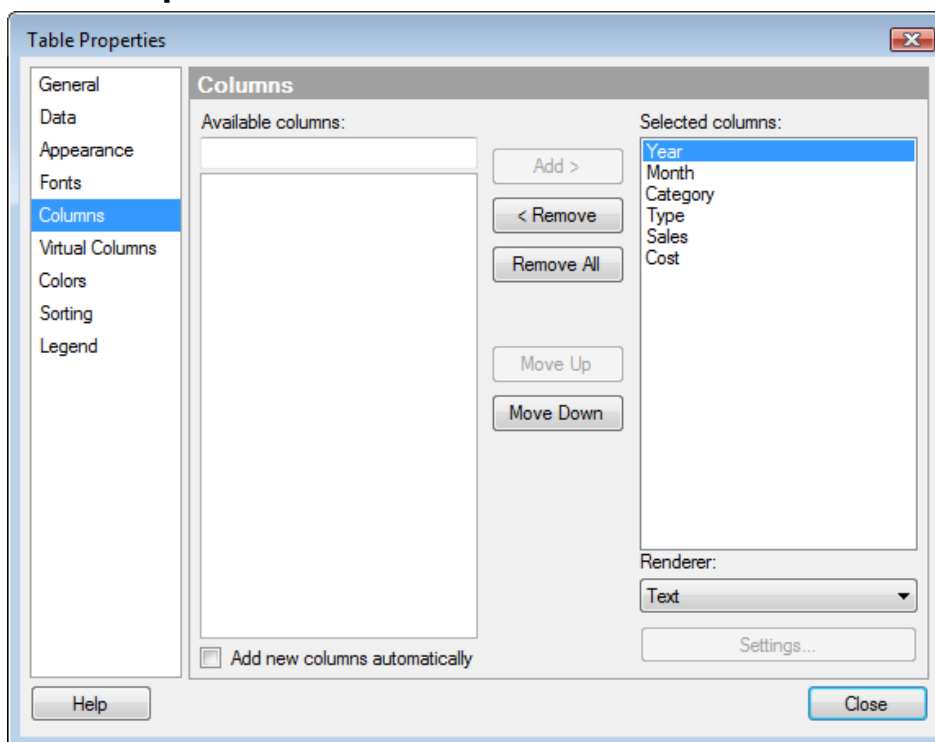 Table Properties
General
Data
Appearance
Fonts
Columns
Virtual Columns
Colors
Sorting
Legend
Columns
Available columns:
Add >
< Remove
Remove All
Move Up
Move Down
Add new columns automatically
Selected columns:
Year
Month
Category
Type
Sales
Cost
Renderer:
Text
Settings...
Help
Close